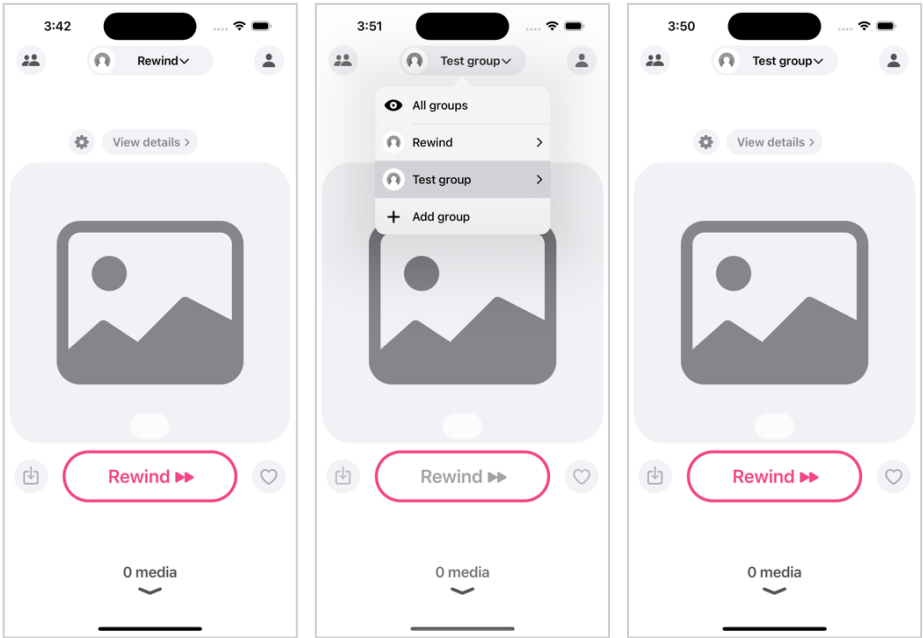 3:42
Rewind
View details
Rewind
0 media
3:51
Test group
All groups
Rewind
Test group
Add group
Rewind
0 media
3:50
Test group
View details
Rewind
0 media